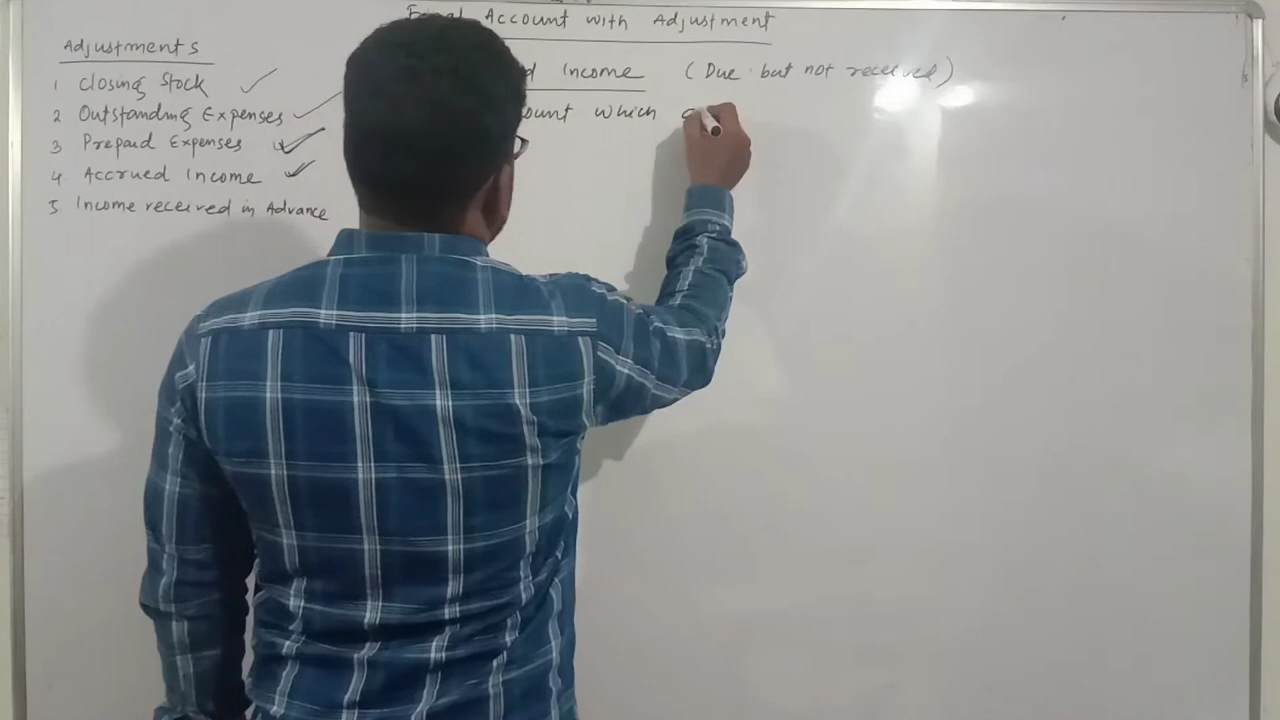 Account with Adjustment
Adjustments
1 Closing Stock
2 Outstanding Expenses
3 Prepaid Expenses
4 Accrued Income
5 Income received in Advance
Income (Due but not received)
which